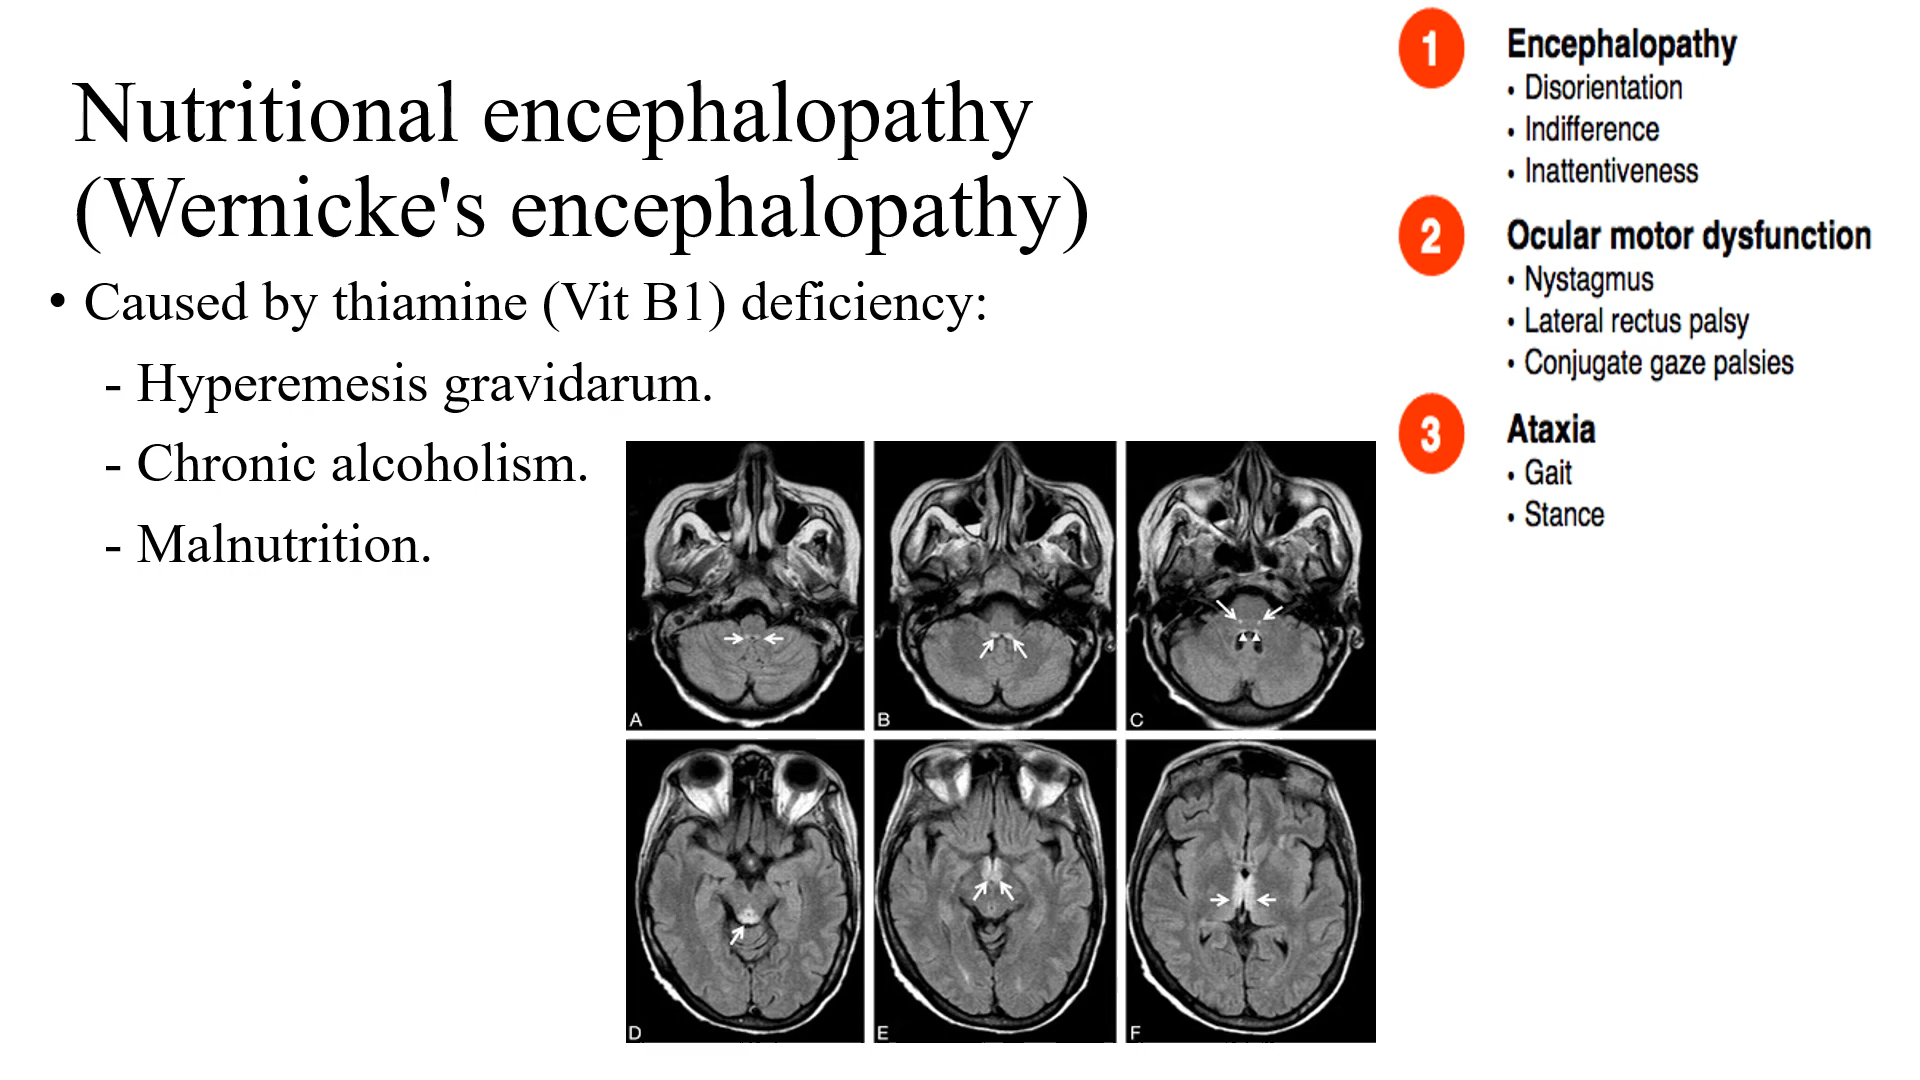 Nutritional encephalopathy
(Wernicke's encephalopathy)
• Caused by thiamine (Vit B1) deficiency:
- Hyperemesis gravidarum.
- Chronic alcoholism.
- Malnutrition.
1 Encephalopathy
• Disorientation
• Indifference
• Inattentiveness
2 Ocular motor dysfunction
• Nystagmus
• Lateral rectus palsy
• Conjugate gaze palsies
3 Ataxia
• Gait
• Stance
A
B
C
D
E
F